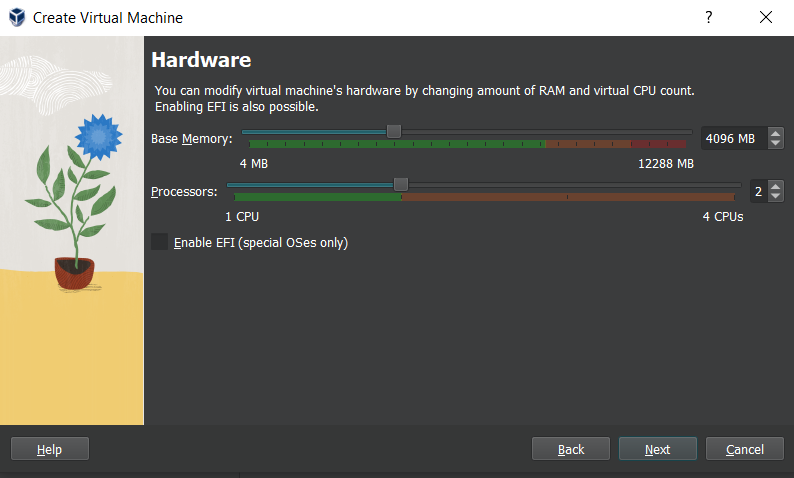 Create Virtual Machine
?
Hardware
You can modify virtual machine's hardware by changing amount of RAM and virtual CPU count.
Enabling EFI is also possible.
Base Memory: 4096 MB
4 MB 12288 MB
Processors: 2
1 CPU 4 CPUs
Enable EFI (special OSes only)
Help Back Next Cancel